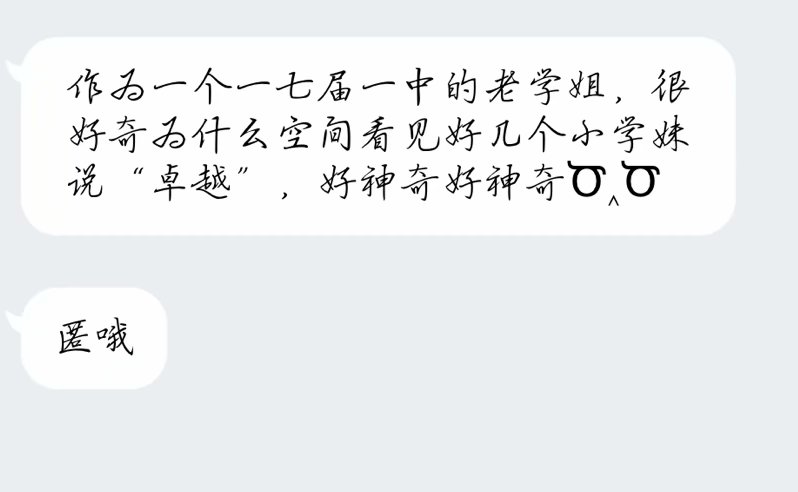 作为一个一七届一中的老学姐，很
好奇为什么空间看见好几个小学妹
说“卓越”，好神奇好神奇ᘳ^ᘳ
匿哦